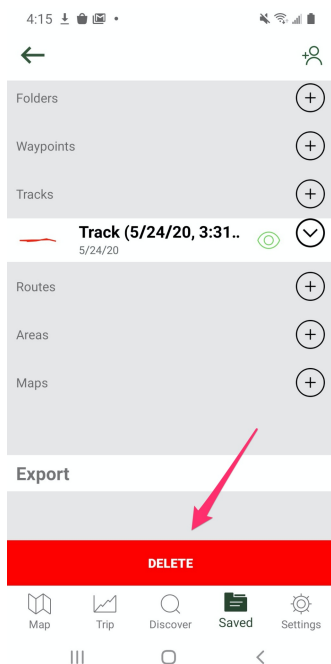 4:15
Folders
Waypoints
Tracks
Track (5/24/20, 3:31..
5/24/20
Routes
Areas
Maps
Export
DELETE
Map Trip Discover Saved Settings